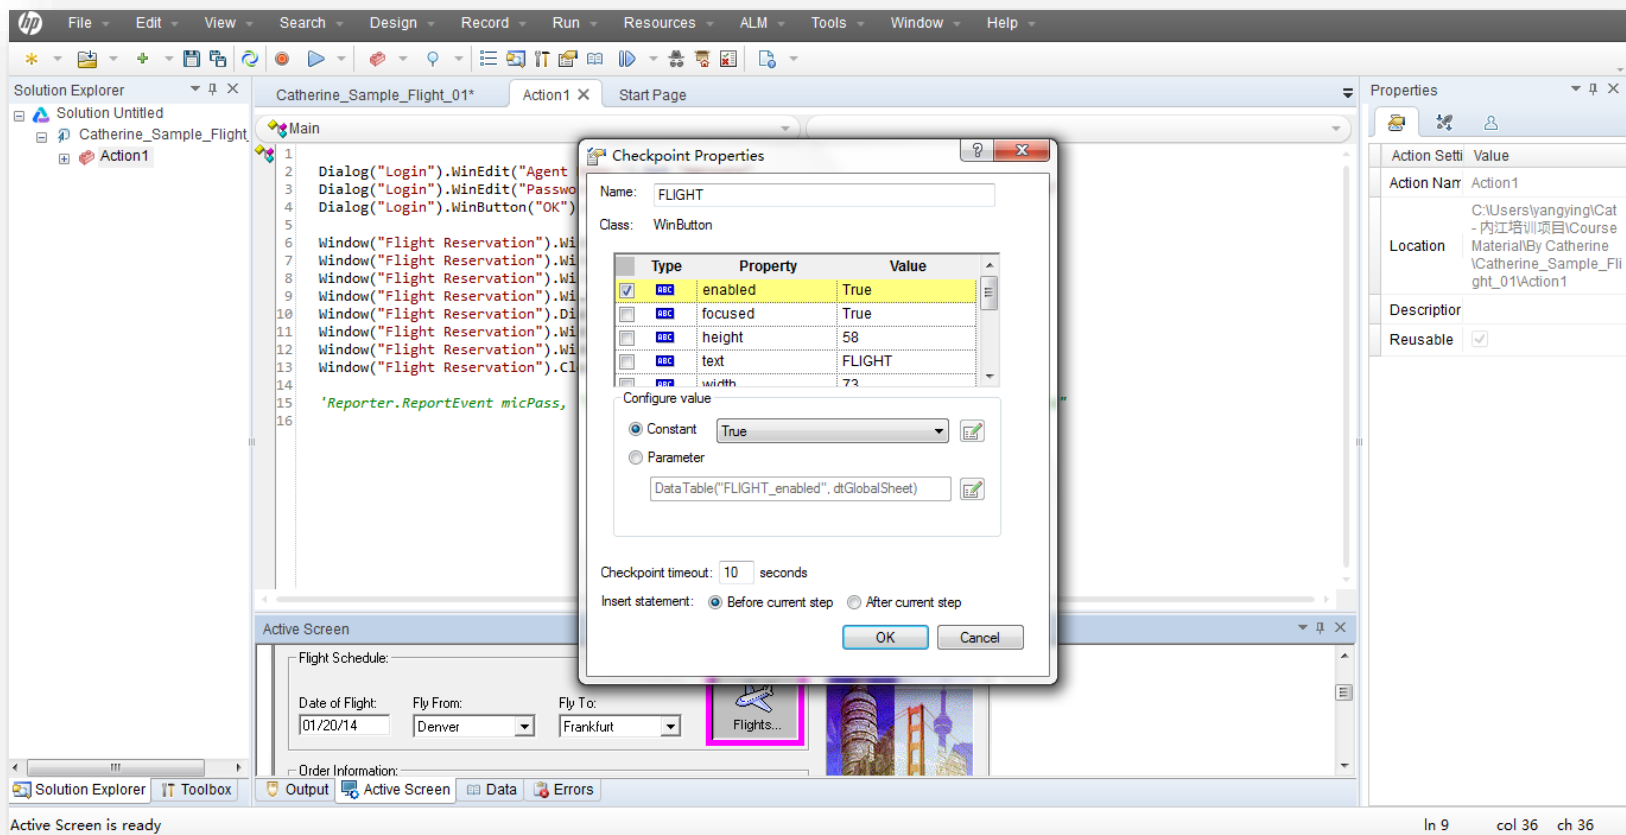 hp File Edit View Search Design Record Run Resources ALM Tools Window Help
Solution Explorer
Solution Untitled
Catherine_Sample_Flight
Action1
Catherine_Sample_Flight_01* Action1 Start Page
Main
1
2 Dialog("Login").WinEdit("Agent
3 Dialog("Login").WinEdit("Passwo
4 Dialog("Login").WinButton("OK")
5
6 Window("Flight Reservation").Wi
7 Window("Flight Reservation").Wi
8 Window("Flight Reservation").Wi
9 Window("Flight Reservation").Wi
10 Window("Flight Reservation").Di
11 Window("Flight Reservation").Wi
12 Window("Flight Reservation").Wi
13 Window("Flight Reservation").Cl
14
15 'Reporter.ReportEvent micPass, "
16
Checkpoint Properties
Name: FLIGHT
Class: WinButton
Type Property Value
ABC enabled True
ABC focused True
ABC height 58
ABC text FLIGHT
ABC width 73
Configure value
Constant True
Parameter
DataTable("FLIGHT_enabled", dtGlobalSheet)
Checkpoint timeout: 10 seconds
Insert statement: Before current step After current step
OK Cancel
Properties
Action Setti Value
Action Nam Action1
Location C:\Users\yangying\Cat
- 内江培训项目\Course
Material\By Catherine
\Catherine_Sample_Fli
ght_01\Action1
Description
Reusable
Active Screen
Flight Schedule:
Date of Flight: Fly From: Fly To:
01/20/14 Denver Frankfurt Flights...
Order Information:
Solution Explorer Toolbox Output Active Screen Data Errors
Active Screen is ready ln 9 col 36 ch 36